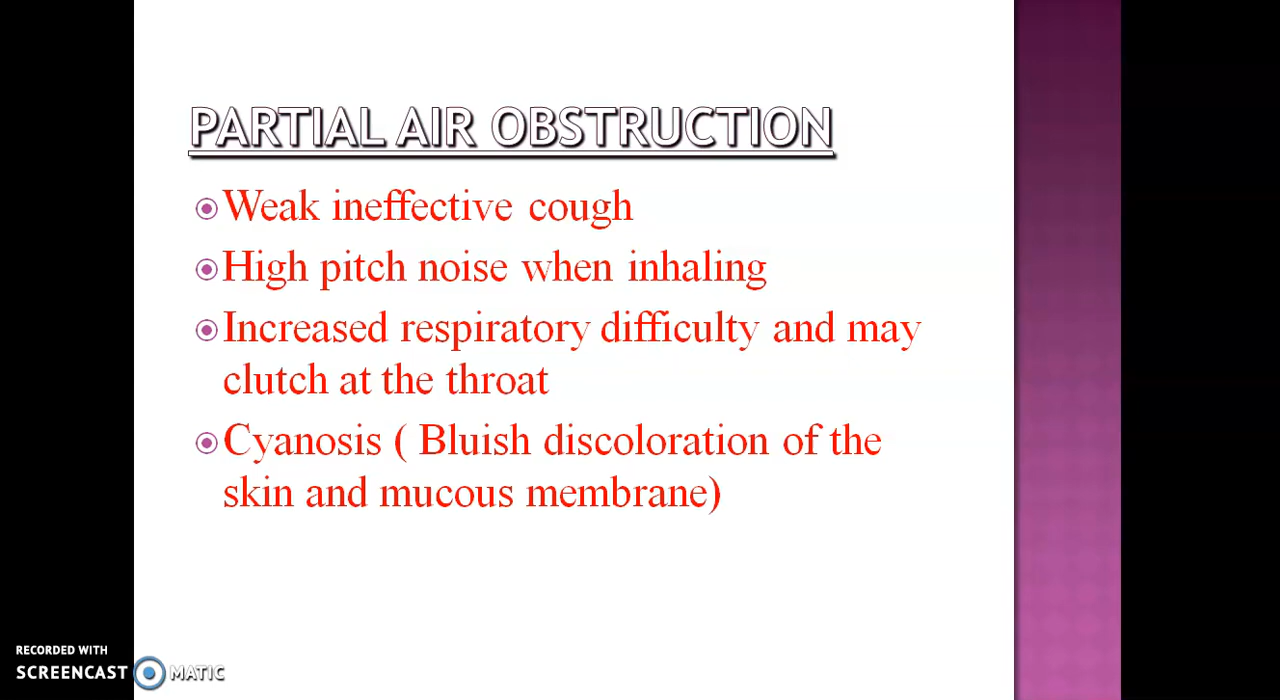 PARTIAL AIR OBSTRUCTION
Weak ineffective cough
High pitch noise when inhaling
Increased respiratory difficulty and may
clutch at the throat
Cyanosis ( Bluish discoloration of the
skin and mucous membrane)
RECORDED WITH
SCREENCAST MATIC